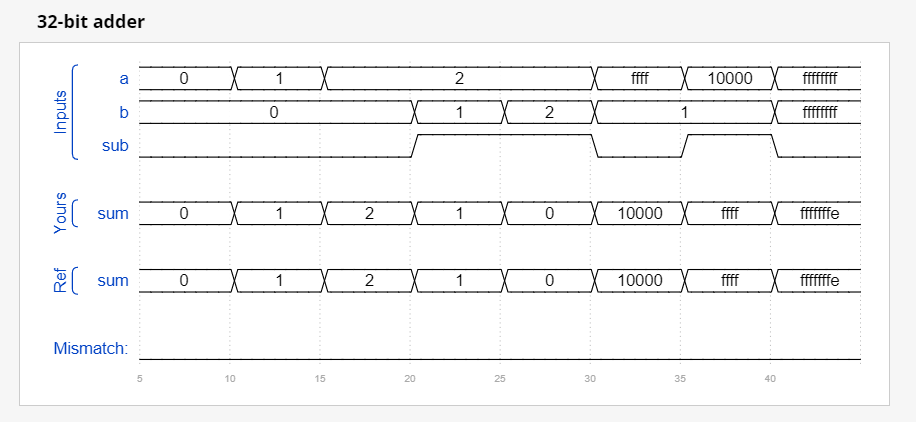 32-bit adder
Inputs
a 0 1 2 ffff 10000 ffffffff
b 0 1 2 1 ffffffff
sub
Yours
sum 0 1 2 1 0 10000 ffff fffffffe
Ref
sum 0 1 2 1 0 10000 ffff fffffffe
Mismatch:
5 10 15 20 25 30 35 40